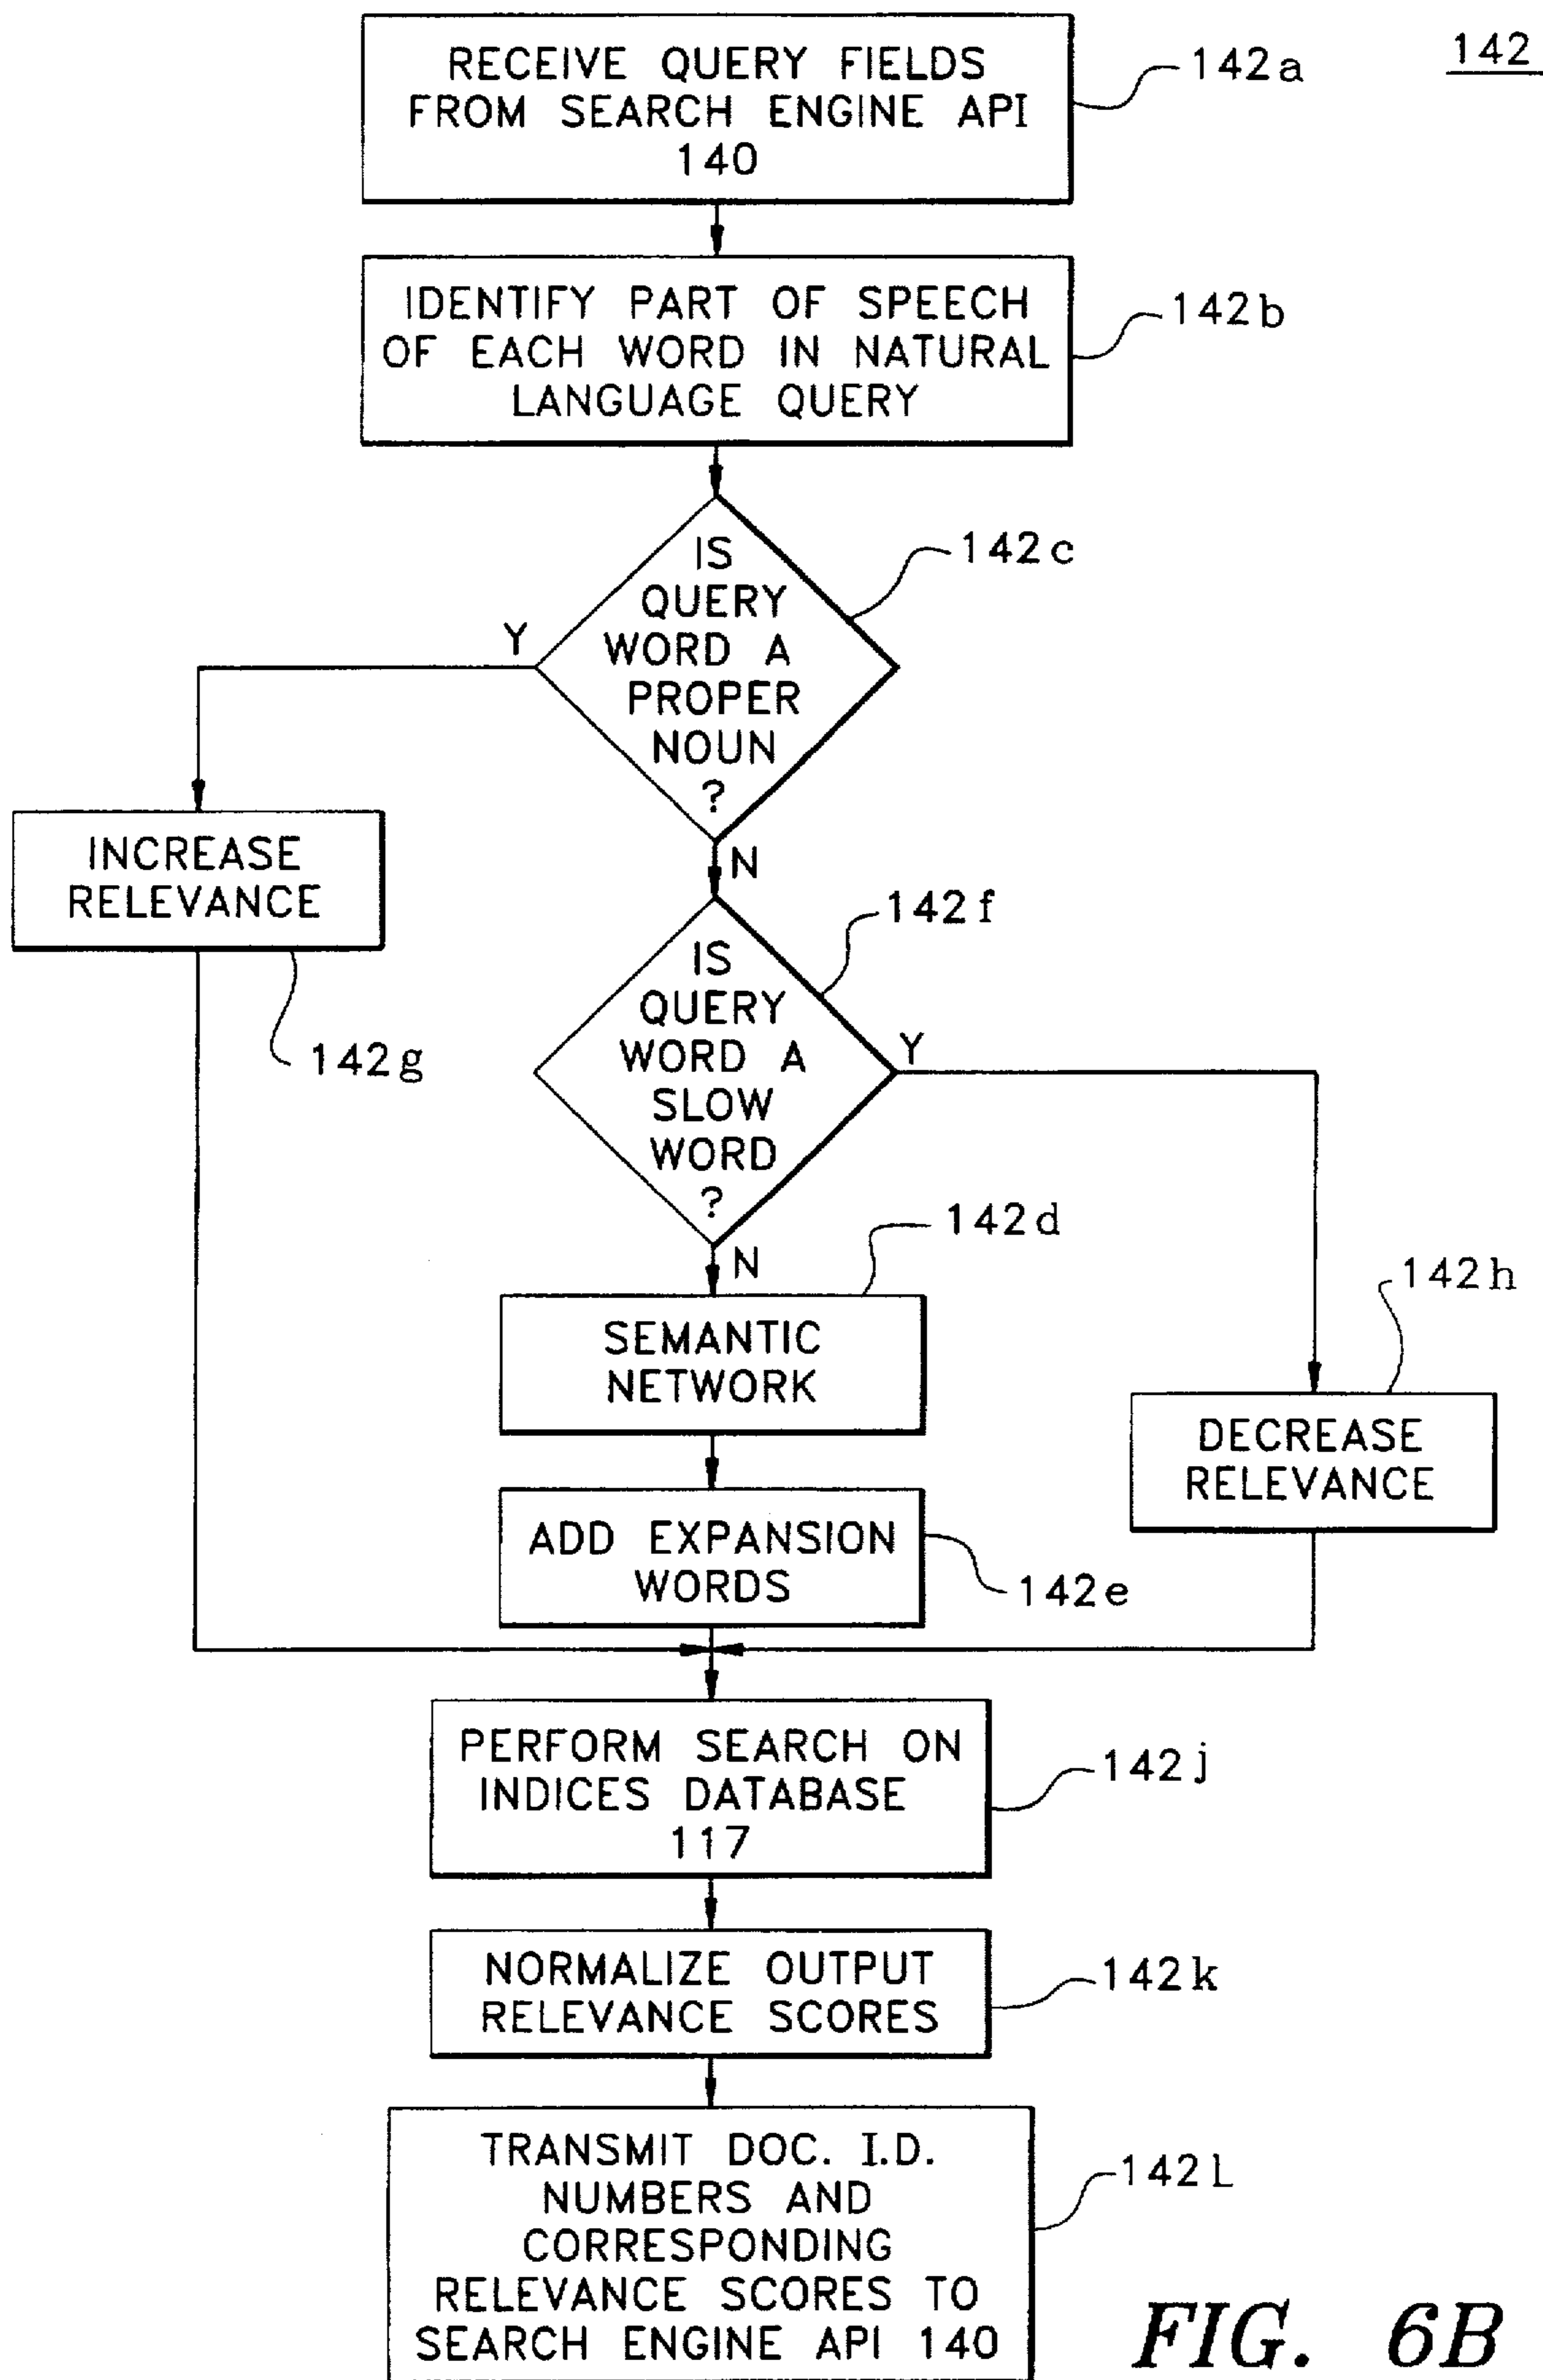 142
RECEIVE QUERY FIELDS
FROM SEARCH ENGINE API
140
142a
IDENTIFY PART OF SPEECH
OF EACH WORD IN NATURAL
LANGUAGE QUERY
142b
IS
QUERY
WORD A
PROPER
NOUN
?
142c
Y
N
INCREASE
RELEVANCE
142g
IS
QUERY
WORD A
SLOW
WORD
?
142f
Y
N
SEMANTIC
NETWORK
142d
DECREASE
RELEVANCE
142h
ADD EXPANSION
WORDS
142e
PERFORM SEARCH ON
INDICES DATABASE
117
142j
NORMALIZE OUTPUT
RELEVANCE SCORES
142k
TRANSMIT DOC. I.D.
NUMBERS AND
CORRESPONDING
RELEVANCE SCORES TO
SEARCH ENGINE API 140
142l
FIG. 6B